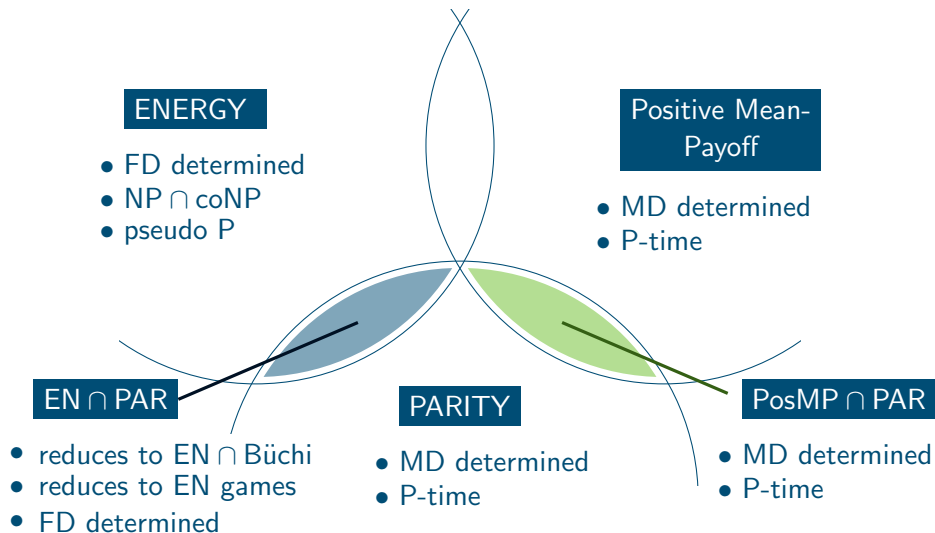 ENERGY
• FD determined
• NP ∩ coNP
• pseudo P
Positive Mean-
Payoff
• MD determined
• P-time
EN ∩ PAR
• reduces to EN ∩ Büchi
• reduces to EN games
• FD determined
PARITY
• MD determined
• P-time
PosMP ∩ PAR
• MD determined
• P-time